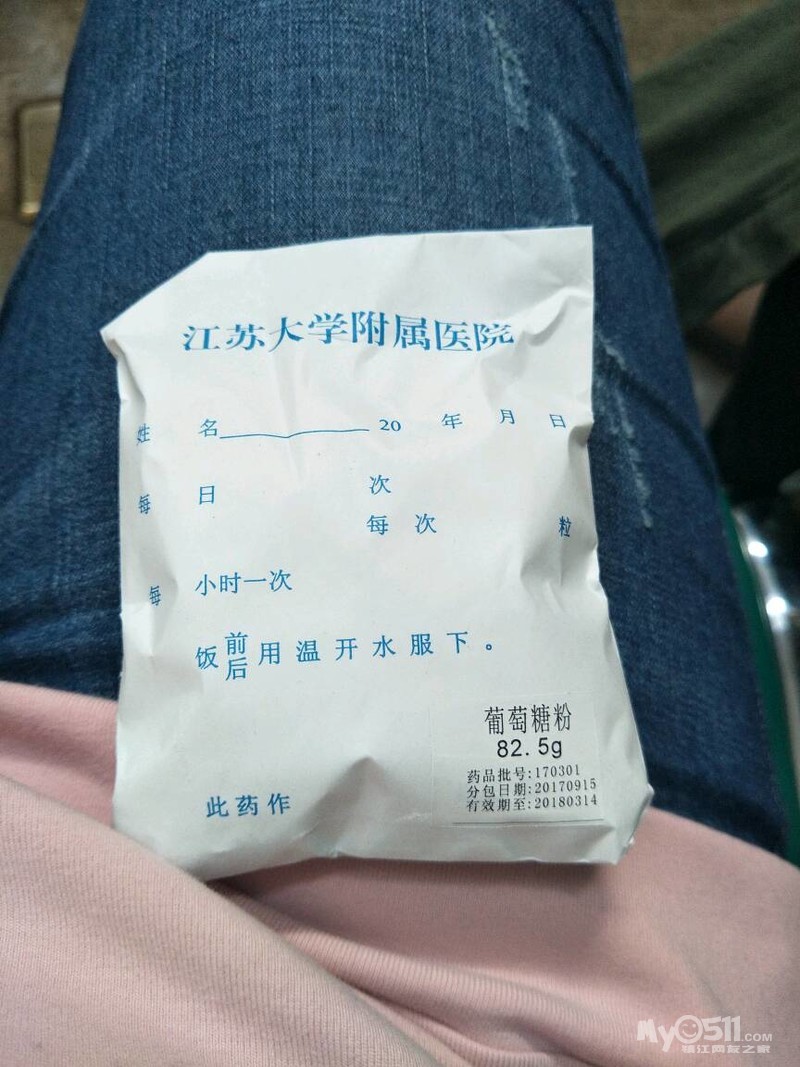 江苏大学附属医院
姓 名 20 年 月 日
每 日 次
每 次 粒
每 小时一次
饭前后用温开水服下。
此药作
葡萄糖粉
82.5g
药品批号:170301
分包日期:20170915
有效期至:20180314
My0511.COM
镇江网友之家